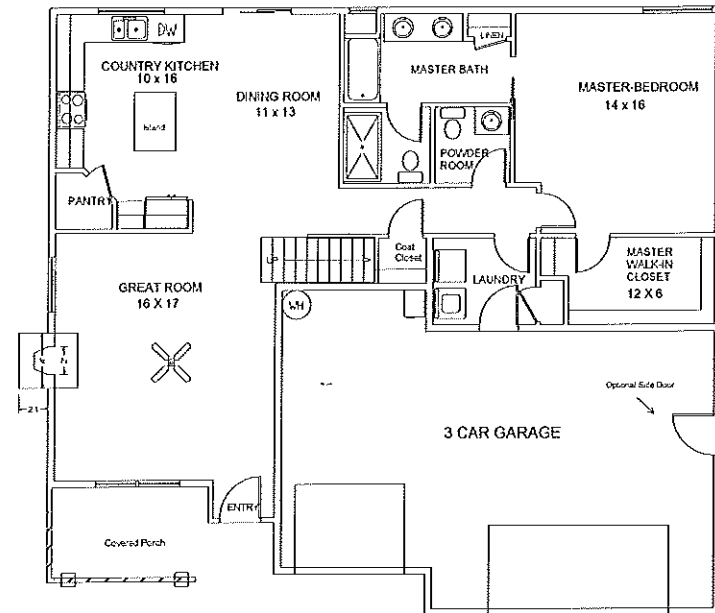 DW
LINEN
COUNTRY KITCHEN
10 x 16
MASTER BATH
MASTER-BEDROOM
14 x 16
DINING ROOM
11 x 13
Island
POWDER
ROOM
PANTRY
UP
Coat
Closet
MASTER
WALK-IN
CLOSET
12 X 6
LAUNDRY
GREAT ROOM
16 X 17
WH
Optional Side Door
21
3 CAR GARAGE
ENTRY
Covered Porch